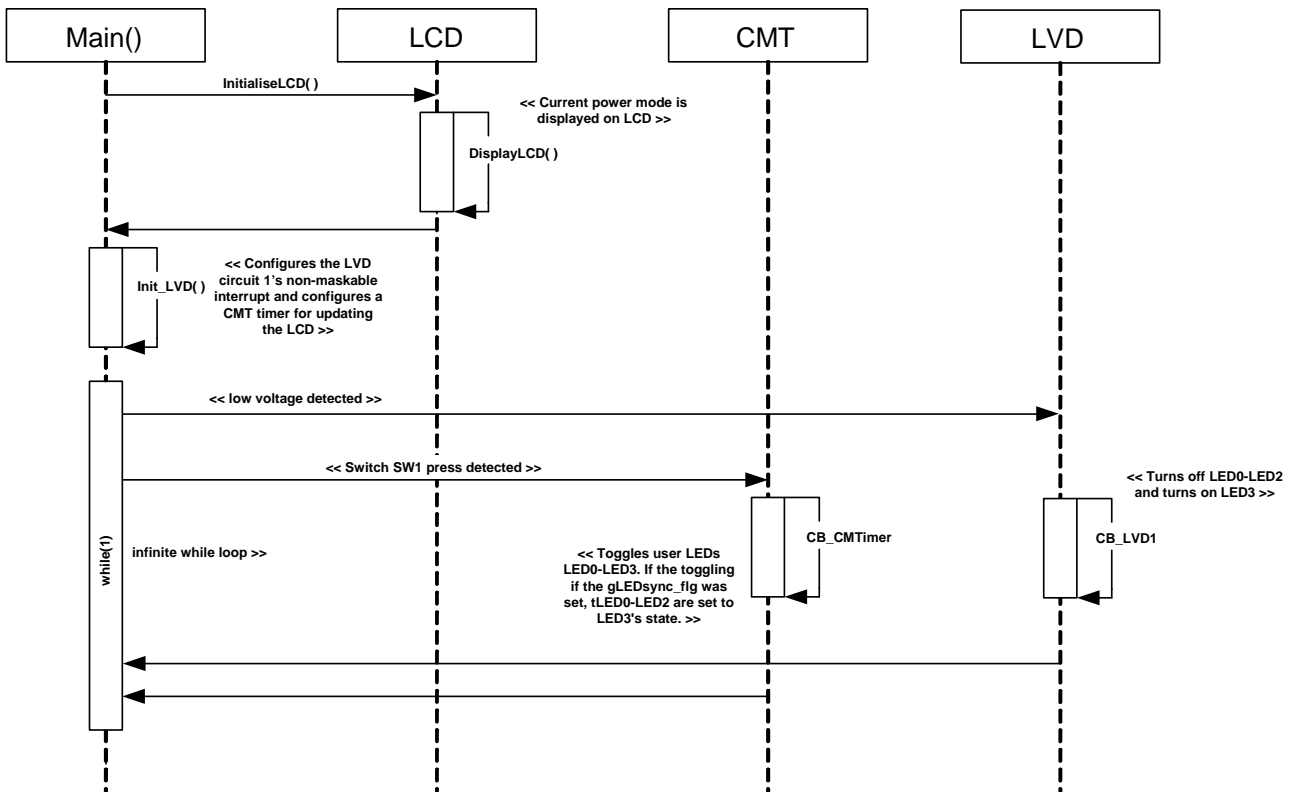 Main()
LCD
CMT
LVD
InitialiseLCD( )
<< Current power mode is
displayed on LCD >>
DisplayLCD( )
<< Configures the LVD
circuit 1's non-maskable
interrupt and configures a
CMT timer for updating
the LCD >>
Init_LVD( )
<< low voltage detected >>
<< Switch SW1 press detected >>
<< Turns off LED0-LED2
and turns on LED3 >>
while(1)
infinite while loop >>
<< Toggles user LEDs
LED0-LED3. If the toggling
if the gLEDsync_flg was
set, tLED0-LED2 are set to
LED3's state. >>
CB_CMTimer
CB_LVD1